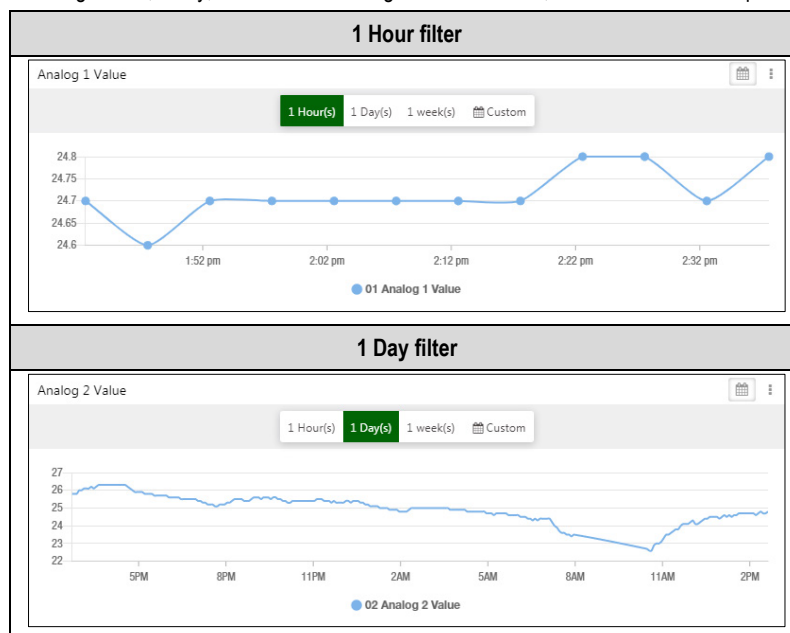 1 Hour filter
Analog 1 Value
1 Hour(s) 1 Day(s) 1 week(s) Custom
24.8
24.75
24.7
24.65
24.6
1:52 pm 2:02 pm 2:12 pm 2:22 pm 2:32 pm
01 Analog 1 Value
1 Day filter
Analog 2 Value
1 Hour(s) 1 Day(s) 1 week(s) Custom
27
26
25
24
23
22
5PM 8PM 11PM 2AM 5AM 8AM 11AM 2PM
02 Analog 2 Value